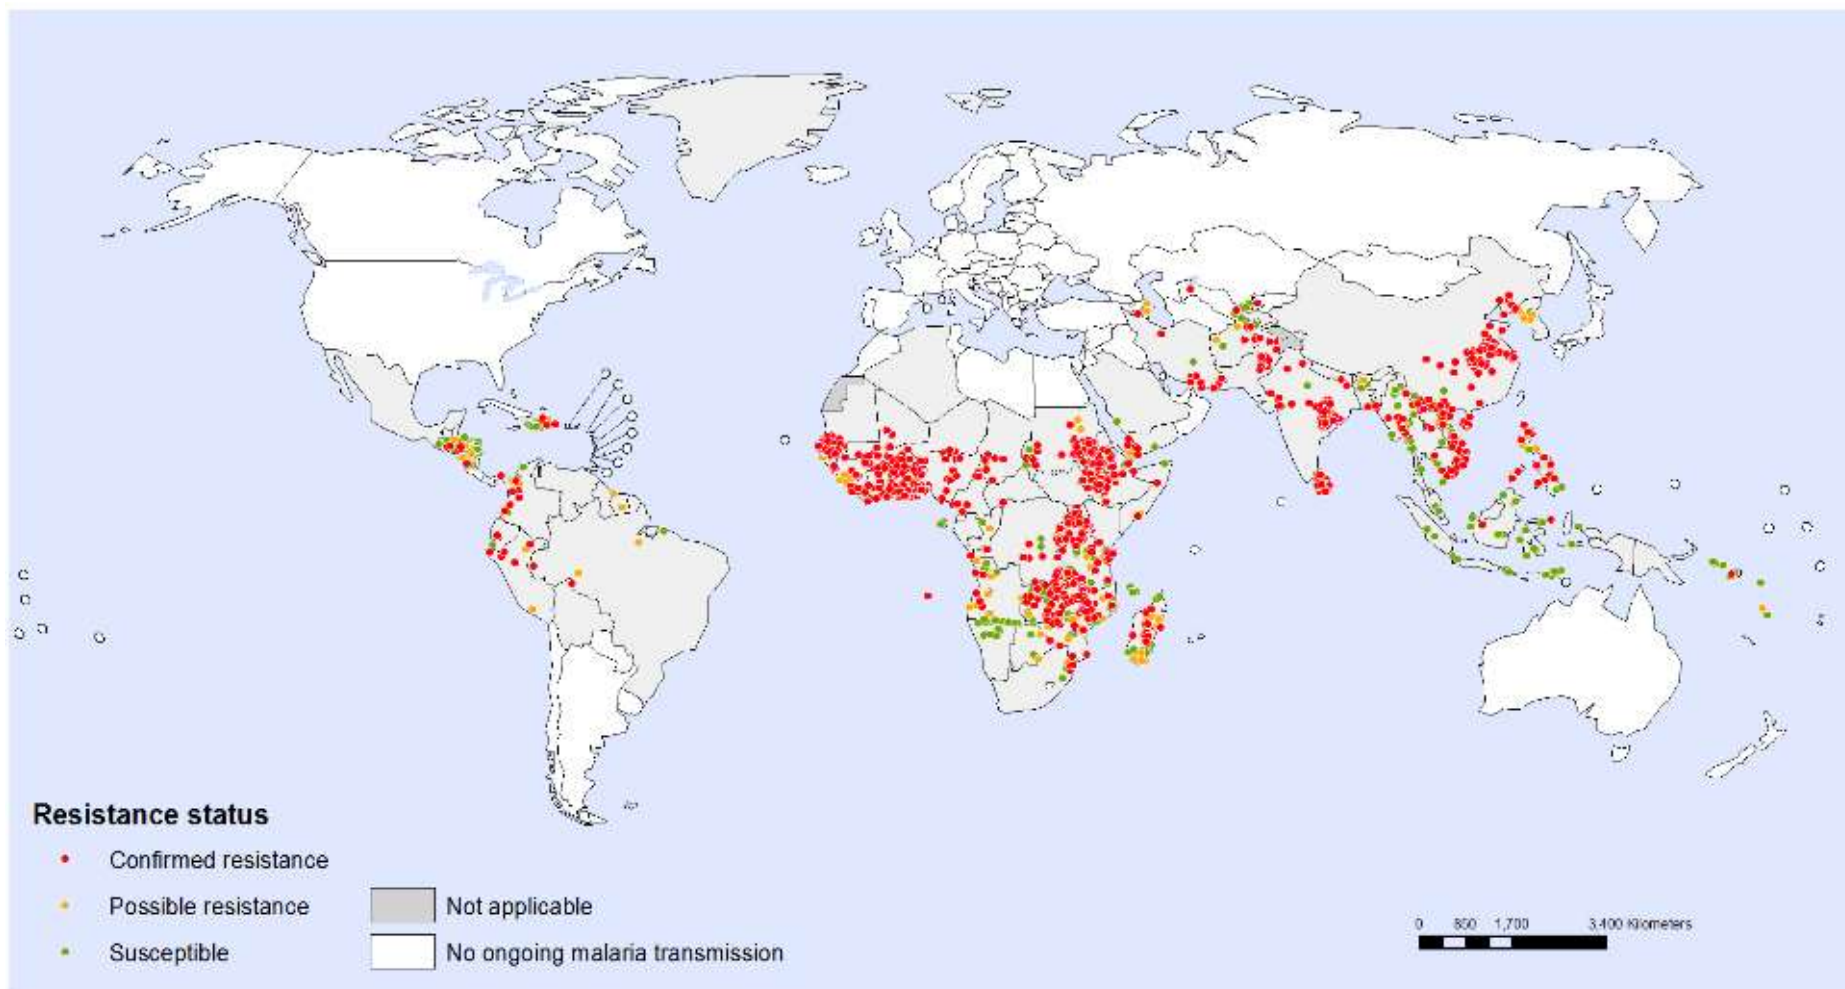 Resistance status
Confirmed resistance
Possible resistance
Not applicable
Susceptible
No ongoing malaria transmission
0 850 1,700 3,400 Kilometers